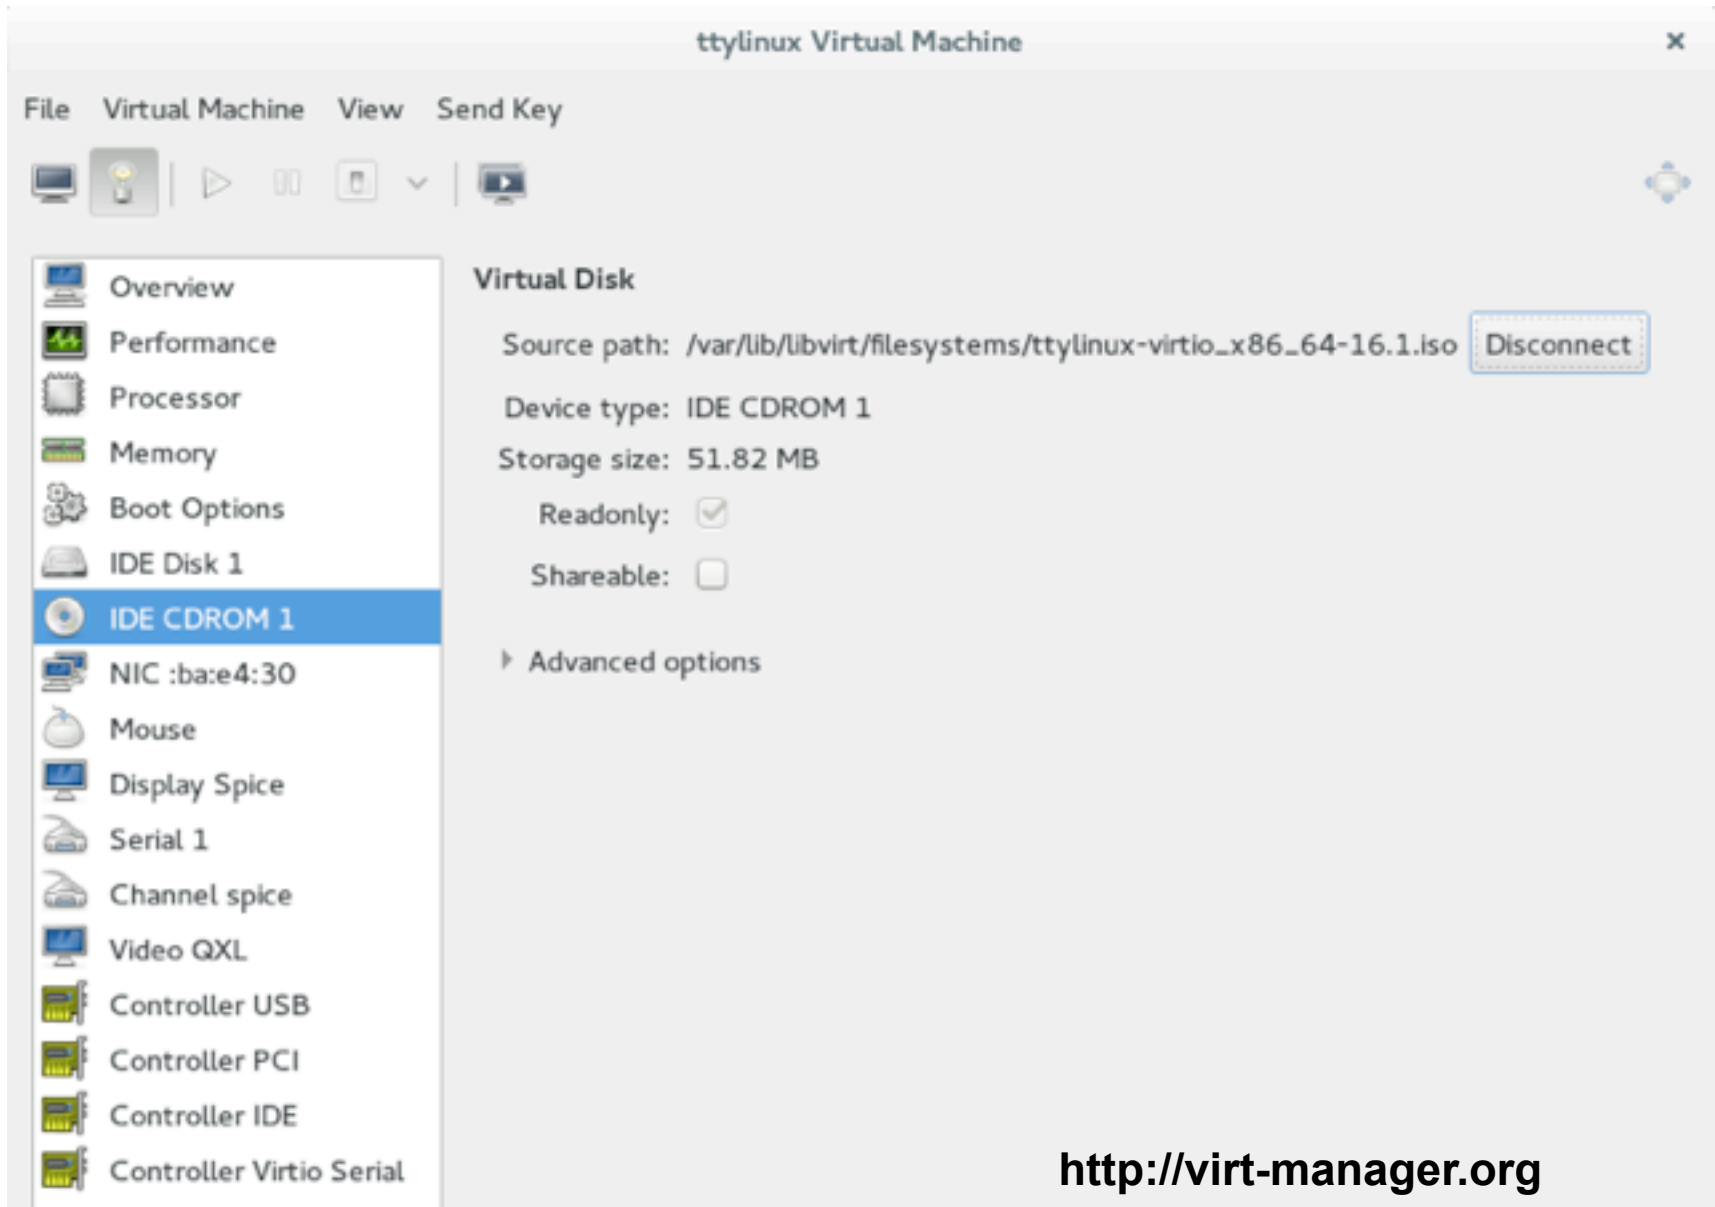 ttylinux Virtual Machine
File Virtual Machine View Send Key
Overview
Performance
Processor
Memory
Boot Options
IDE Disk 1
IDE CDROM 1
NIC :ba:e4:30
Mouse
Display Spice
Serial 1
Channel spice
Video QXL
Controller USB
Controller PCI
Controller IDE
Controller Virtio Serial
Virtual Disk
Source path: /var/lib/libvirt/filesystems/ttylinux-virtio_x86_64-16.1.iso Disconnect
Device type: IDE CDROM 1
Storage size: 51.82 MB
Readonly:
Shareable:
Advanced options
http://virt-manager.org